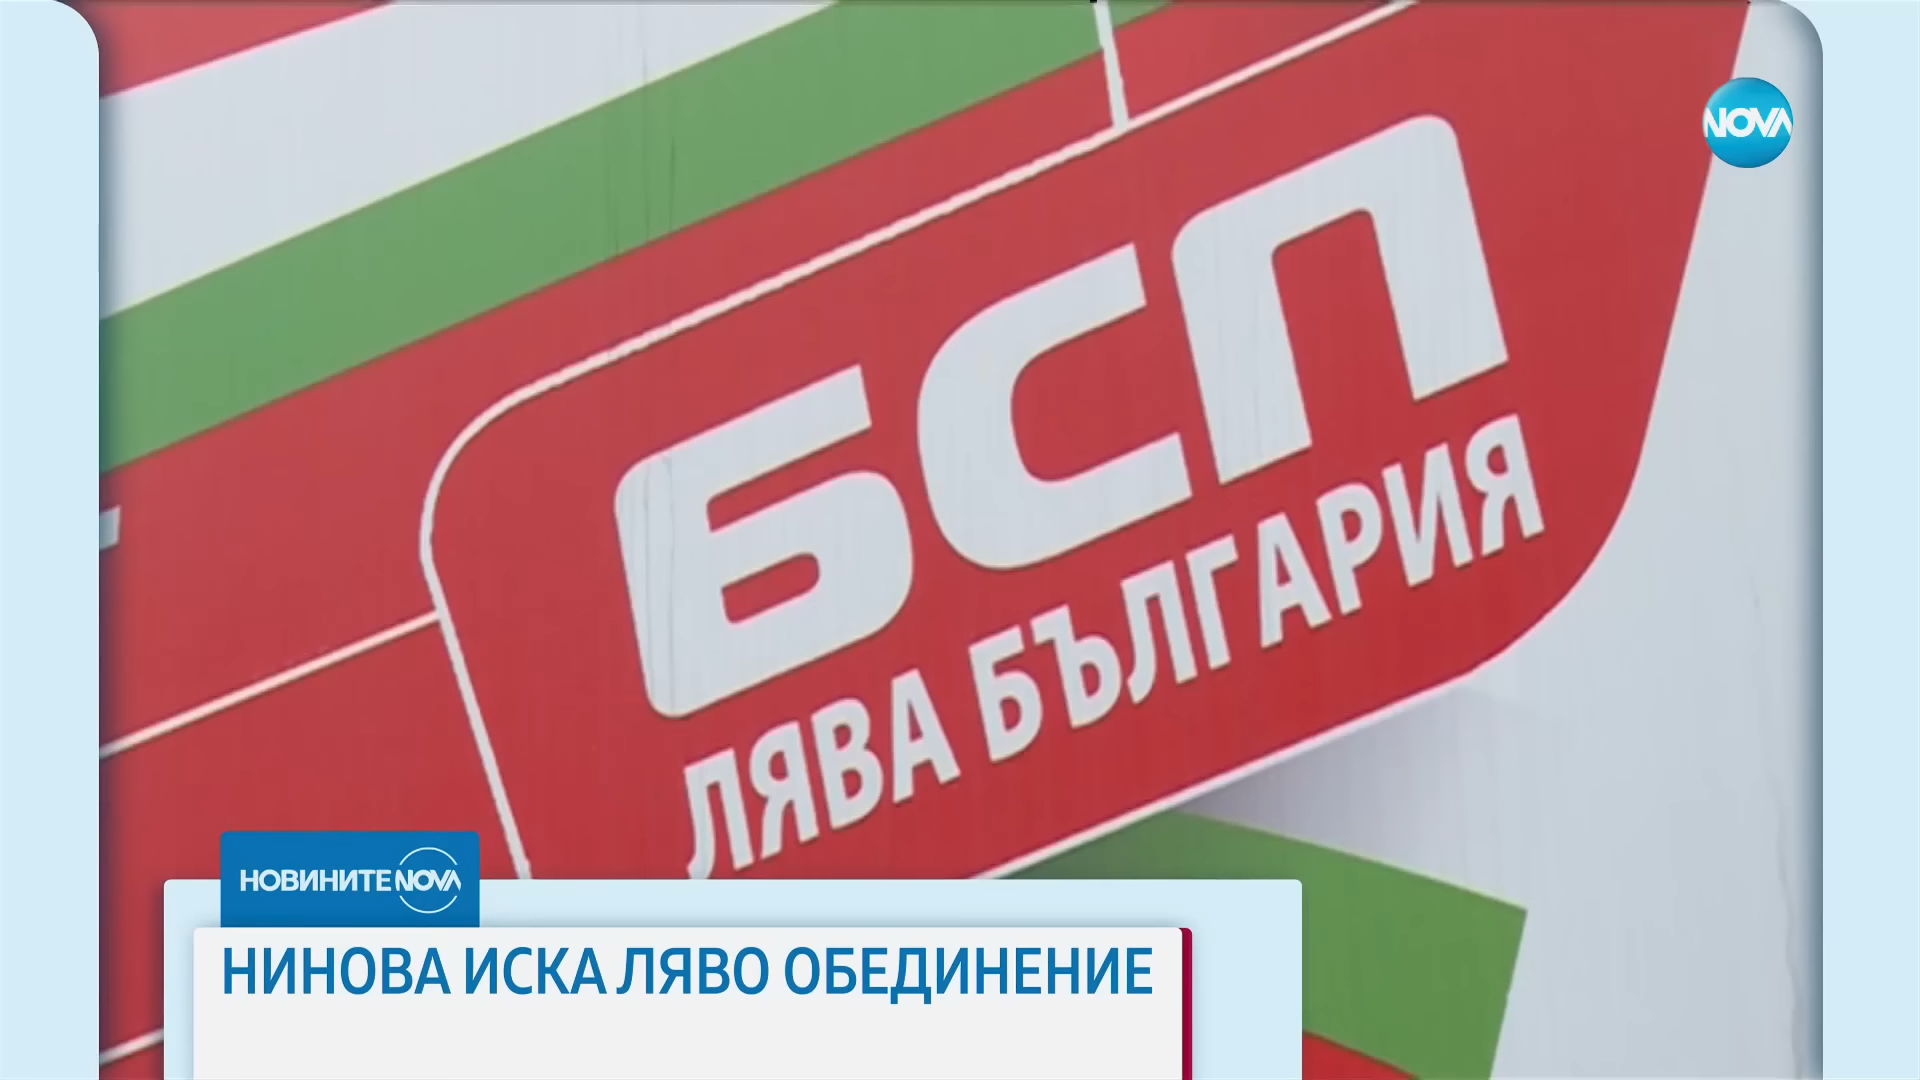 NOVA
БСП
ЛЯВА БЪЛГАРИЯ
НОВИНИТЕ NOVA
НИНОВА ИСКА ЛЯВО ОБЕДИНЕНИЕ